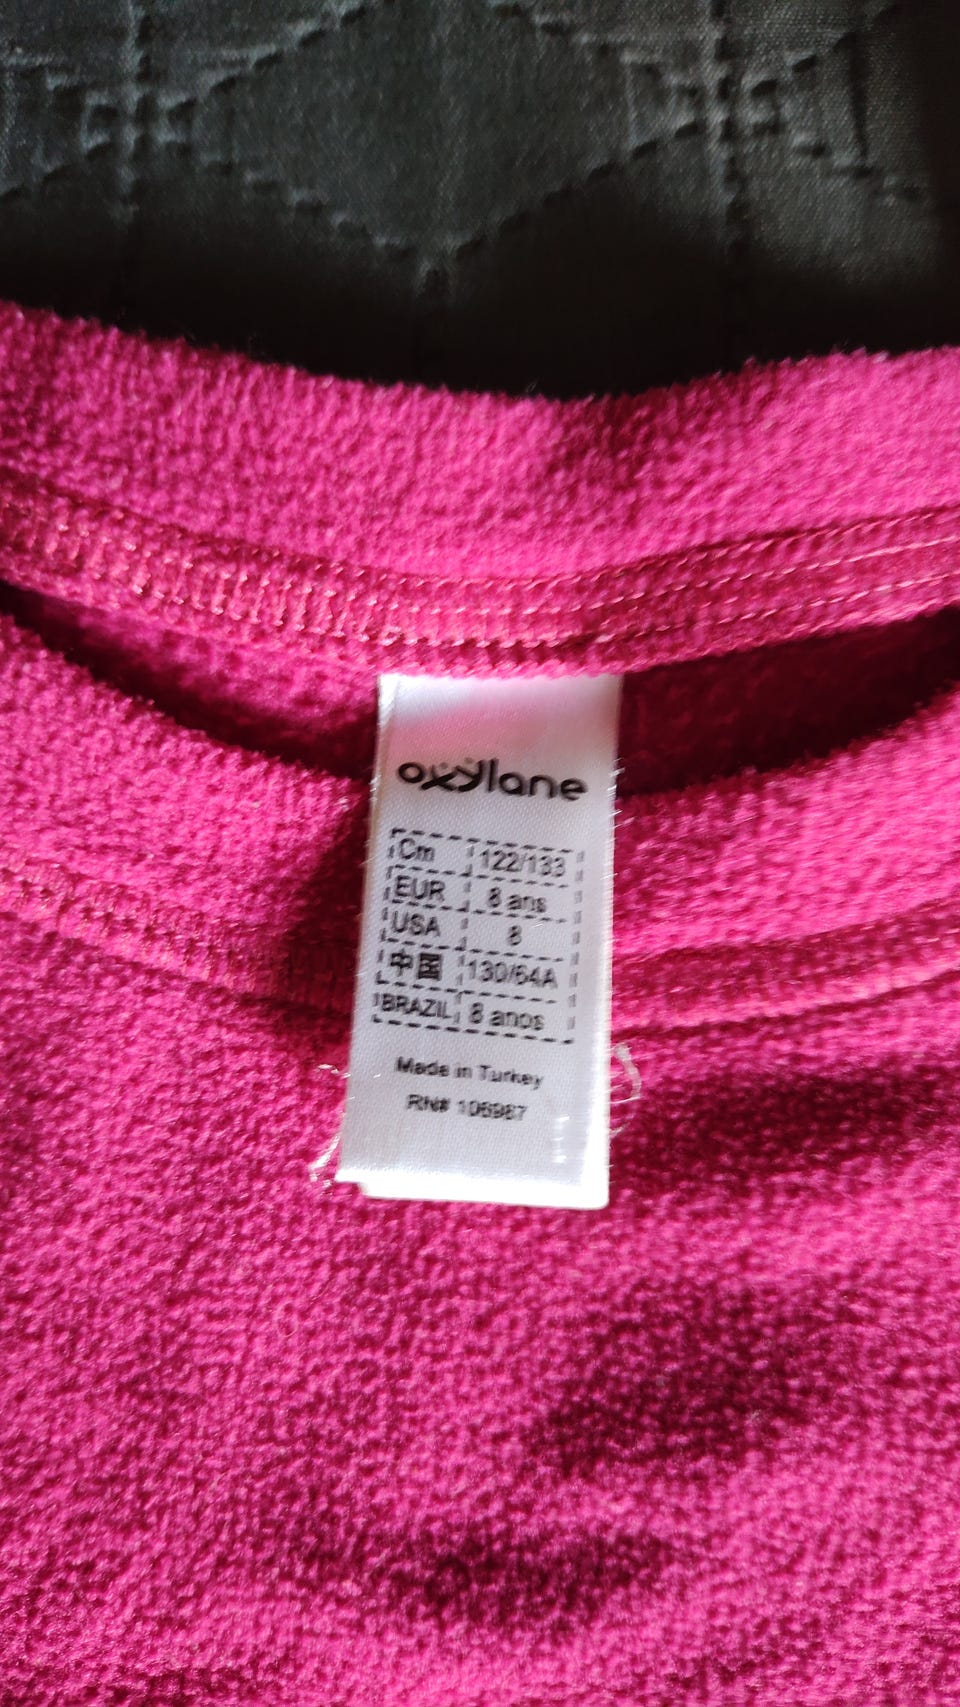 oxylane
Cm 122/133
EUR 8 ans
USA 8
中国 130/64A
BRAZIL 8 anos
Made in Turkey
RN# 106987